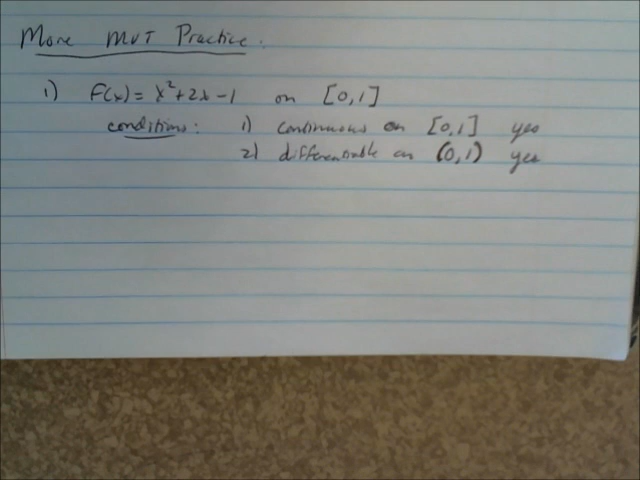 More MVT Practice.
1) F(x) = x²+2x-1 on [0,1]
conditions: 1) continuous on [0,1] yes
2) differentiable on (0,1) yes